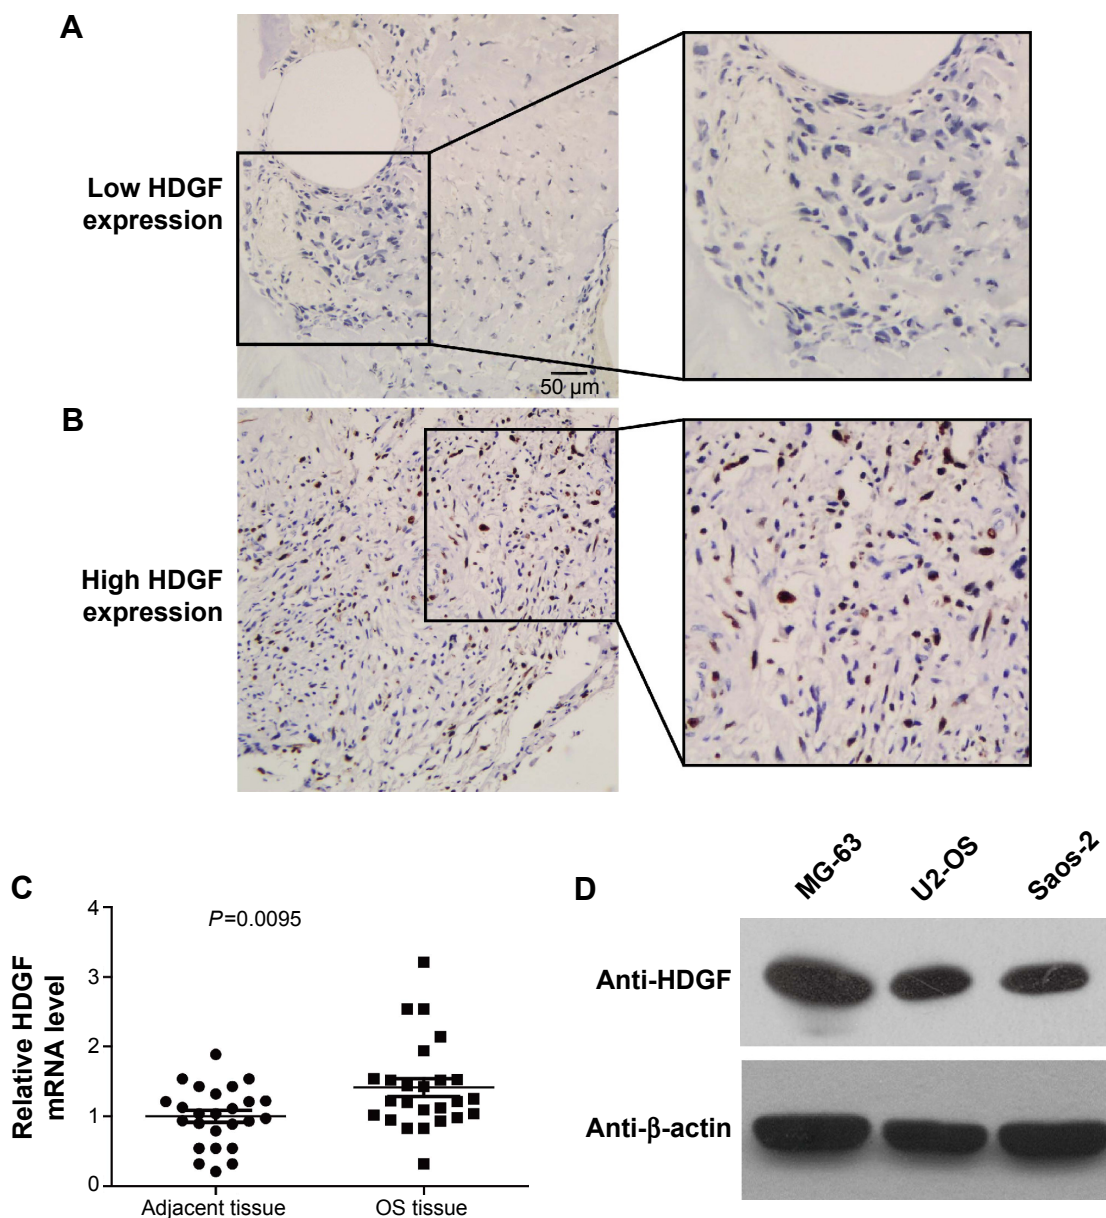 A
Low HDGF
expression
50 µm
B
High HDGF
expression
C
P=0.0095
Relative HDGF
mRNA level
4
3
2
1
0
Adjacent tissue
OS tissue
D
MG-63
U2-OS
Saos-2
Anti-HDGF
Anti-β-actin